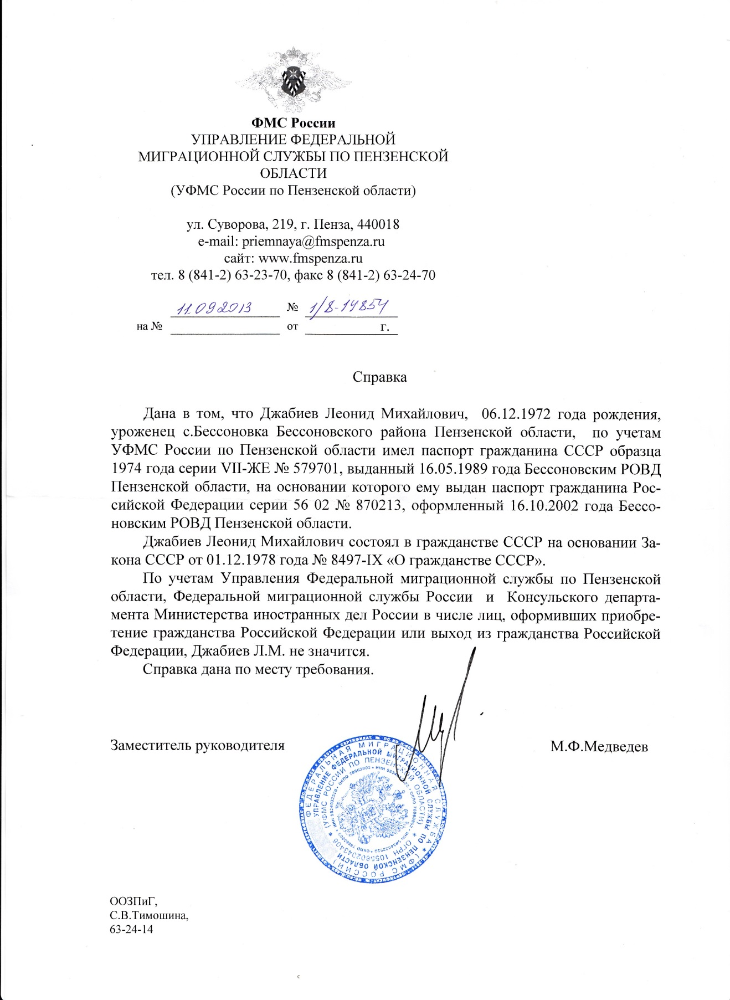 ФМС России
УПРАВЛЕНИЕ ФЕДЕРАЛЬНОЙ
МИГРАЦИОННОЙ СЛУЖБЫ ПО ПЕНЗЕНСКОЙ
ОБЛАСТИ
(УФМС России по Пензенской области)
ул. Суворова, 219, г. Пенза, 440018
e-mail: priemnaya@fmspenza.ru
сайт: www.fmspenza.ru
тел. 8 (841-2) 63-23-70, факс 8 (841-2) 63-24-70
11.09.2013 № 1/8-14854
на № от г.
Справка
Дана в том, что Джабиев Леонид Михайлович, 06.12.1972 года рождения,
уроженец с.Бессоновка Бессоновского района Пензенской области, по учетам
УФМС России по Пензенской области имел паспорт гражданина СССР образца
1974 года серии VII-ЖЕ № 579701, выданный 16.05.1989 года Бессоновским РОВД
Пензенской области, на основании которого ему выдан паспорт гражданина Рос-
сийской Федерации серии 56 02 № 870213, оформленный 16.10.2002 года Бессо-
новским РОВД Пензенской области.
Джабиев Леонид Михайлович состоял в гражданстве СССР на основании За-
кона СССР от 01.12.1978 года № 8497-IX «О гражданстве СССР».
По учетам Управления Федеральной миграционной службы по Пензенской
области, Федеральной миграционной службы России и Консульского департа-
мента Министерства иностранных дел России в числе лиц, оформивших приобре-
тение гражданства Российской Федерации или выход из гражданства Российской
Федерации, Джабиев Л.М. не значится.
Справка дана по месту требования.
Заместитель руководителя М.Ф.Медведев
ФЕДЕРАЛЬНАЯ МИГРАЦИОННАЯ СЛУЖБА * (ФМС РОССИИ)
УПРАВЛЕНИЕ ФЕДЕРАЛЬНОЙ МИГРАЦИОННОЙ СЛУЖБЫ ПО ПЕНЗЕНСКОЙ ОБЛАСТИ
(УФМС РОССИИ ПО ПЕНЗЕНСКОЙ ОБЛАСТИ) * ОГРН 1055802043406 *
ООЗПиГ,
С.В.Тимошина,
63-24-14